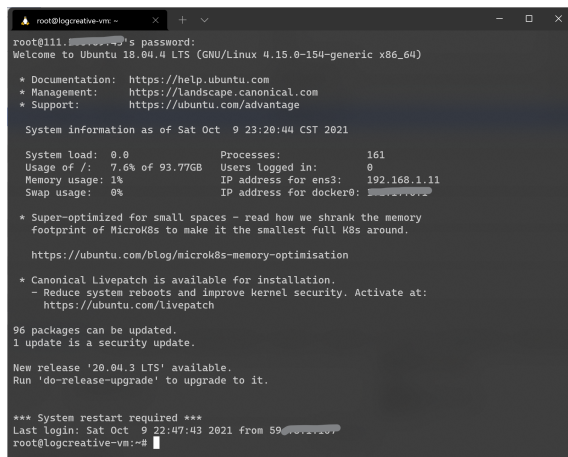 root@logcreative-vm: ~
root@111. 's password:
Welcome to Ubuntu 18.04.4 LTS (GNU/Linux 4.15.0-154-generic x86_64)
* Documentation:  https://help.ubuntu.com
* Management:     https://landscape.canonical.com
* Support:        https://ubuntu.com/advantage
System information as of Sat Oct  9 23:20:44 CST 2021
System load:  0.0               Processes:              161
Usage of /:   7.6% of 93.77GB   Users logged in:        0
Memory usage: 1%                IP address for ens3:    192.168.1.11
Swap usage:   0%                IP address for docker0:
* Super-optimized for small spaces - read how we shrank the memory
footprint of MicroK8s to make it the smallest full K8s around.
https://ubuntu.com/blog/microk8s-memory-optimisation
* Canonical Livepatch is available for installation.
- Reduce system reboots and improve kernel security. Activate at:
https://ubuntu.com/livepatch
96 packages can be updated.
1 update is a security update.
New release '20.04.3 LTS' available.
Run 'do-release-upgrade' to upgrade to it.
*** System restart required ***
Last login: Sat Oct  9 22:47:43 2021 from 59
root@logcreative-vm:~#